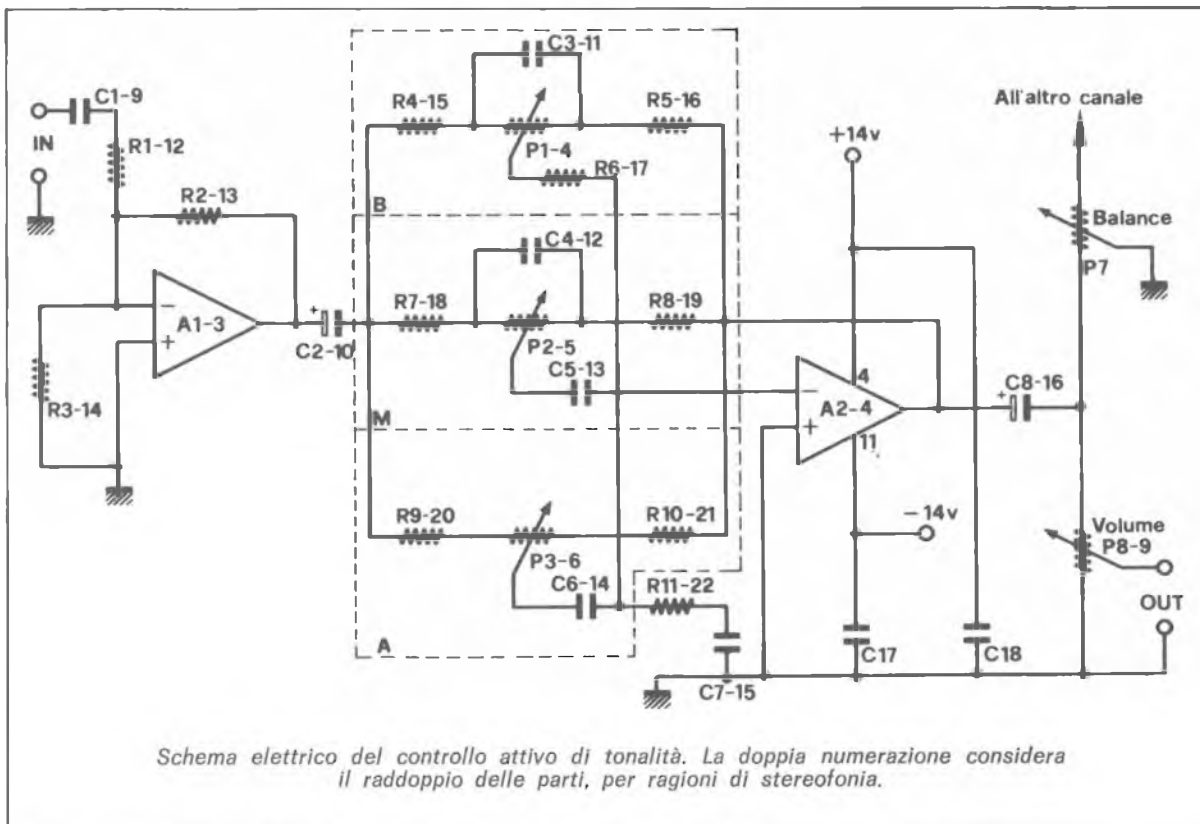 C3-11
C1-9
R4-15
R5-16
All'altro canale
IN
R1-12
P1-4
+14v
R6-17
R2-13
B
Balance
C4-12
P7
R7-18
R8-19
−
A1-3
+
C2-10
+
P2-5
C5-13
R3-14
M
−
4
A2-4
C8-16
+
+
11
R9-20
R10-21
−14v
Volume
P8-9
P3-6
C6-14
R11-22
OUT
A
C17
C18
C7-15
Schema elettrico del controllo attivo di tonalità. La doppia numerazione considera
il raddoppio delle parti, per ragioni di stereofonia.